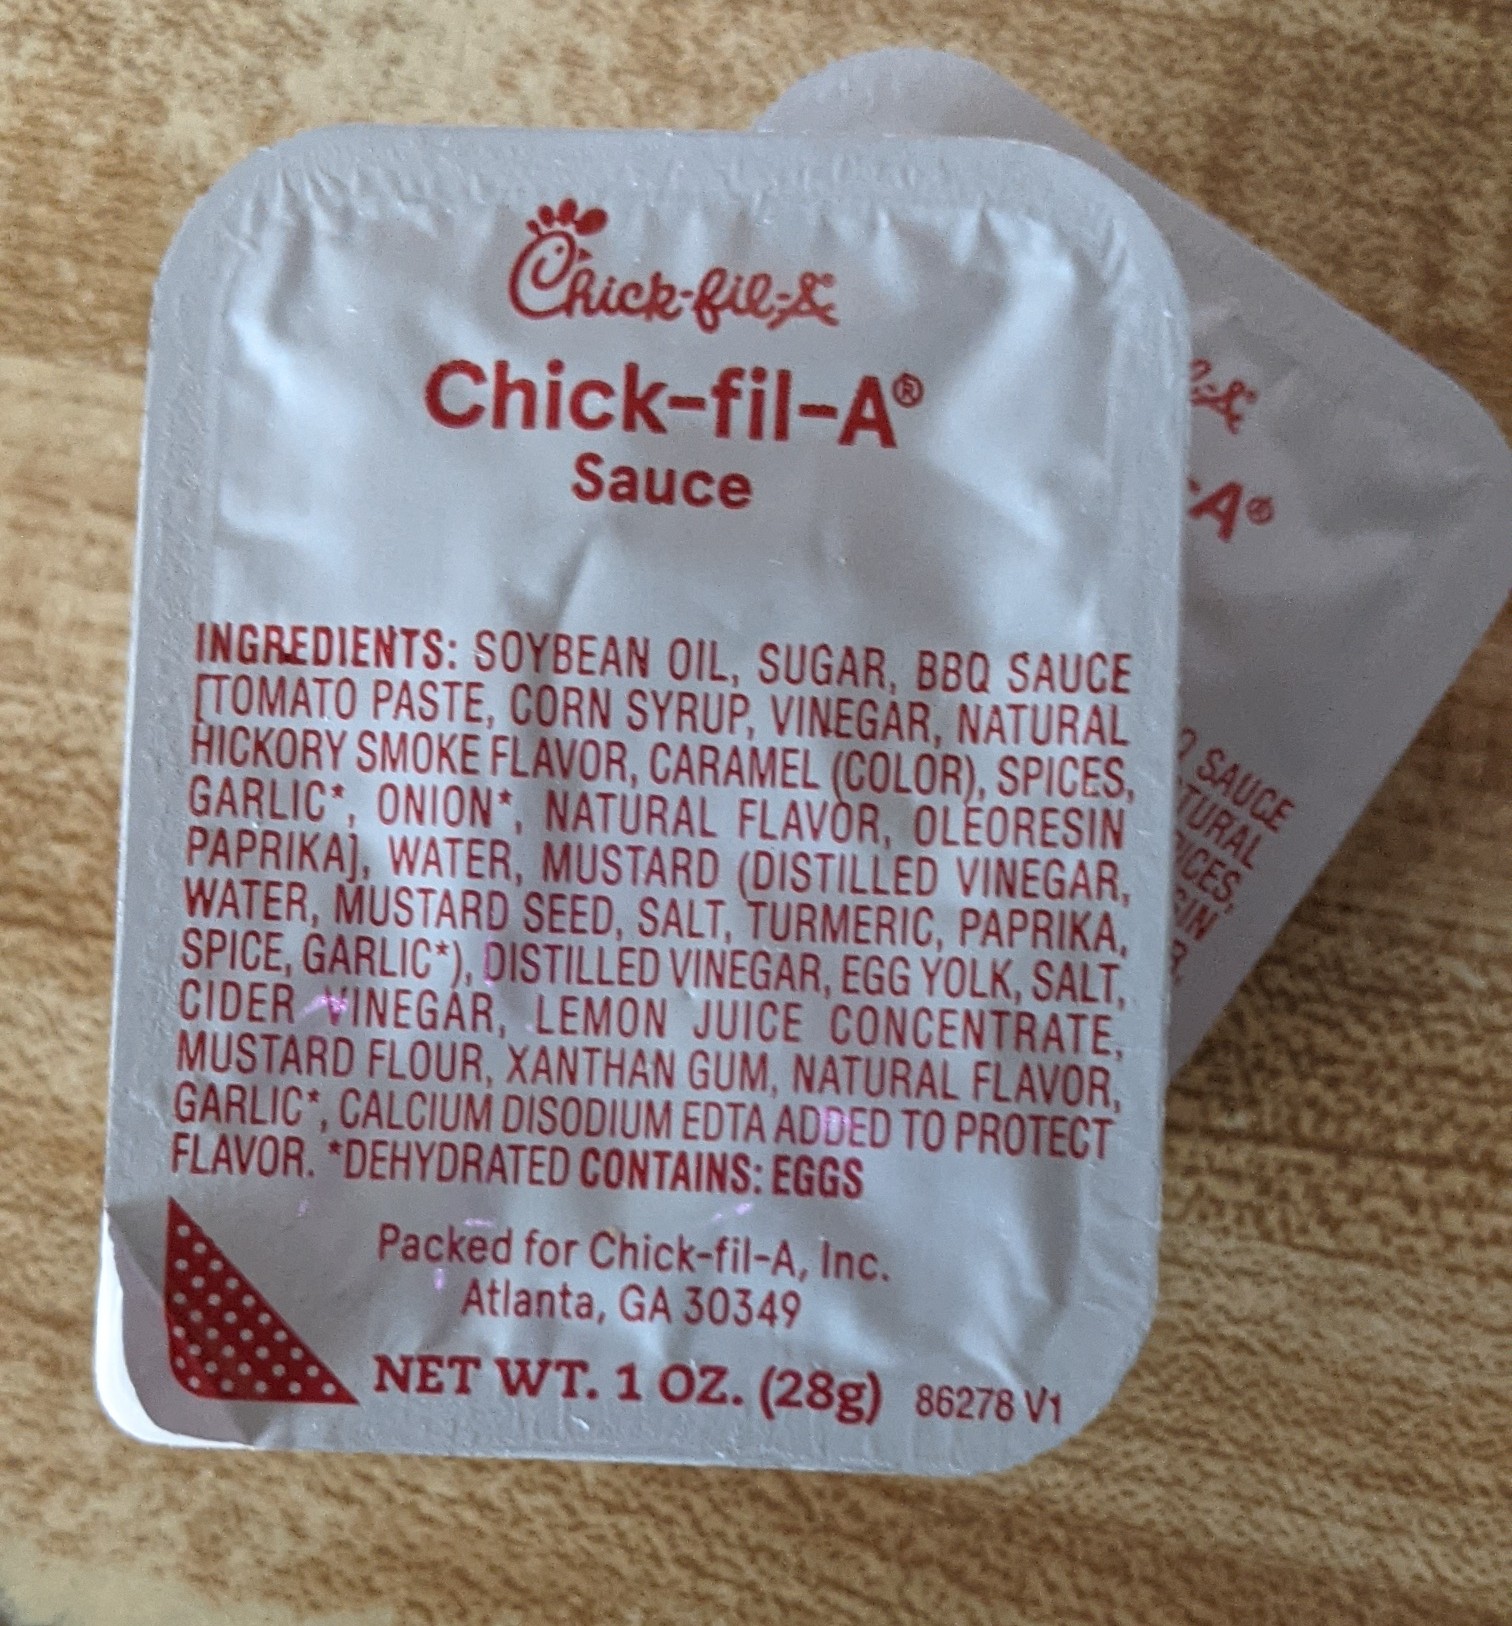 Chick-fil-A
Chick-fil-A®
Sauce
INGREDIENTS: SOYBEAN OIL, SUGAR, BBQ SAUCE
[TOMATO PASTE, CORN SYRUP, VINEGAR, NATURAL
HICKORY SMOKE FLAVOR, CARAMEL (COLOR), SPICES,
GARLIC*, ONION*, NATURAL FLAVOR, OLEORESIN
PAPRIKA], WATER, MUSTARD (DISTILLED VINEGAR,
WATER, MUSTARD SEED, SALT, TURMERIC, PAPRIKA,
SPICE, GARLIC*), DISTILLED VINEGAR, EGG YOLK, SALT,
CIDER VINEGAR, LEMON JUICE CONCENTRATE,
MUSTARD FLOUR, XANTHAN GUM, NATURAL FLAVOR,
GARLIC*, CALCIUM DISODIUM EDTA ADDED TO PROTECT
FLAVOR. *DEHYDRATED CONTAINS: EGGS
Packed for Chick-fil-A, Inc.
Atlanta, GA 30349
NET WT. 1 OZ. (28g) 86278 V1
-A®
SAUCE